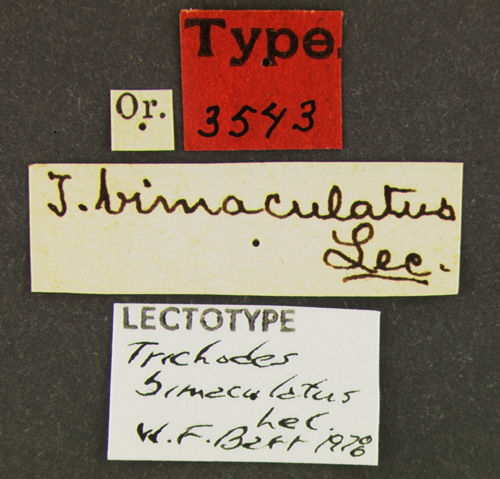 Type
3543
Or.
T. bimaculatus
Lec.
LECTOTYPE
Trichodes
bimaculatus
Lec.
W. F. Barr 1978